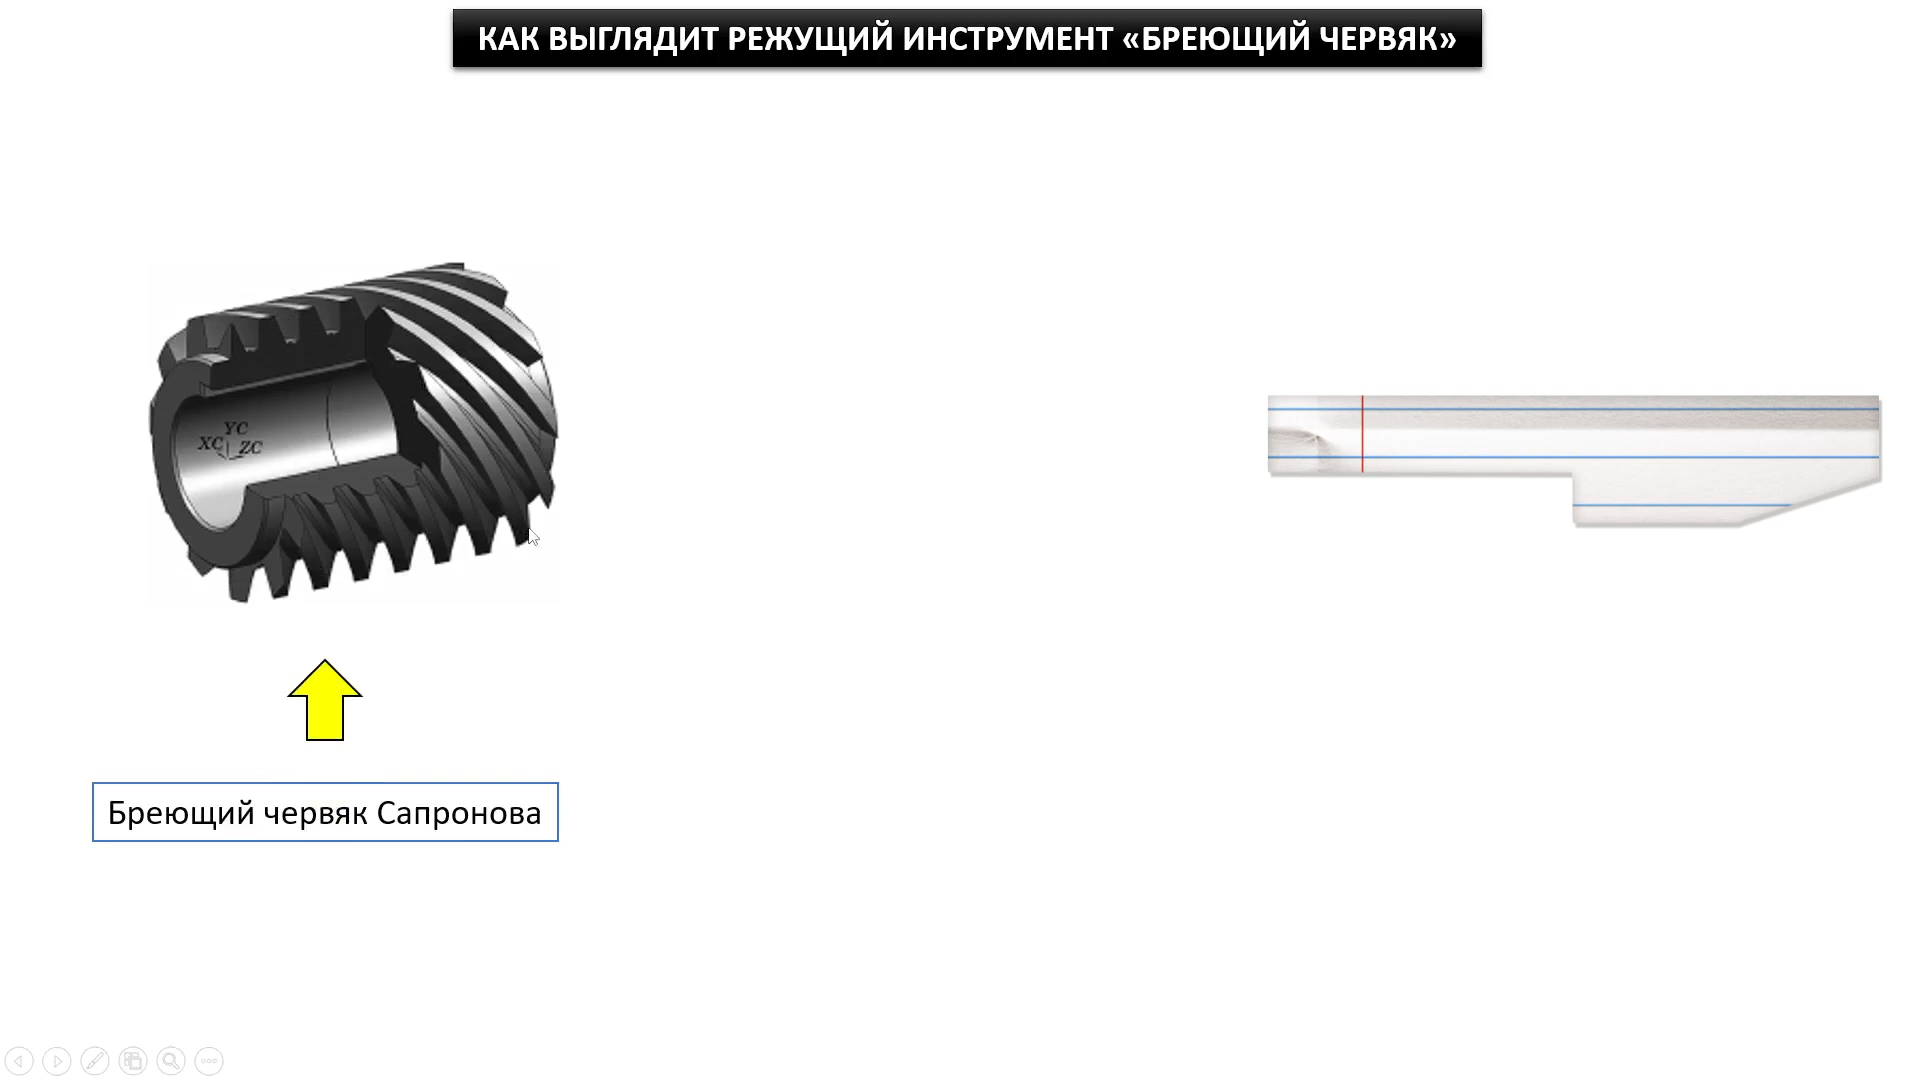 КАК ВЫГЛЯДИТ РЕЖУЩИЙ ИНСТРУМЕНТ «БРЕЮЩИЙ ЧЕРВЯК»
YC
XC ZC
Бреющий червяк Сапронова